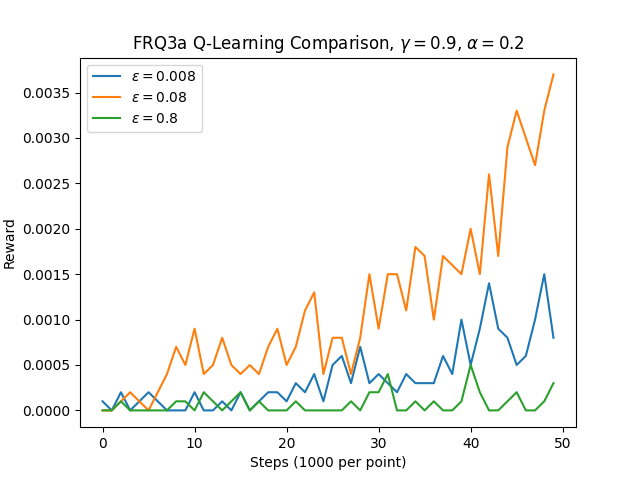 FRQ3a Q-Learning Comparison, γ = 0.9, α = 0.2
ε = 0.008
ε = 0.08
ε = 0.8
Reward
0.0035
0.0030
0.0025
0.0020
0.0015
0.0010
0.0005
0.0000
0 10 20 30 40 50
Steps (1000 per point)